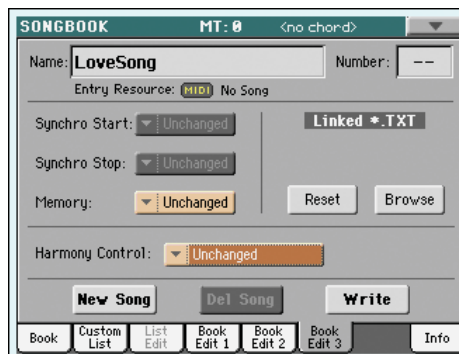 SONGBOOK MT:0 <no chord>
Name: LoveSong Number: --
Entry Resource: MIDI No Song
Synchro Start: Unchanged Linked *.TXT
Synchro Stop: Unchanged
Memory: Unchanged Reset Browse
Harmony Control: Unchanged
New Song Del Song Write
Book Custom List List Edit Book Edit 1 Book Edit 2 Book Edit 3 Info